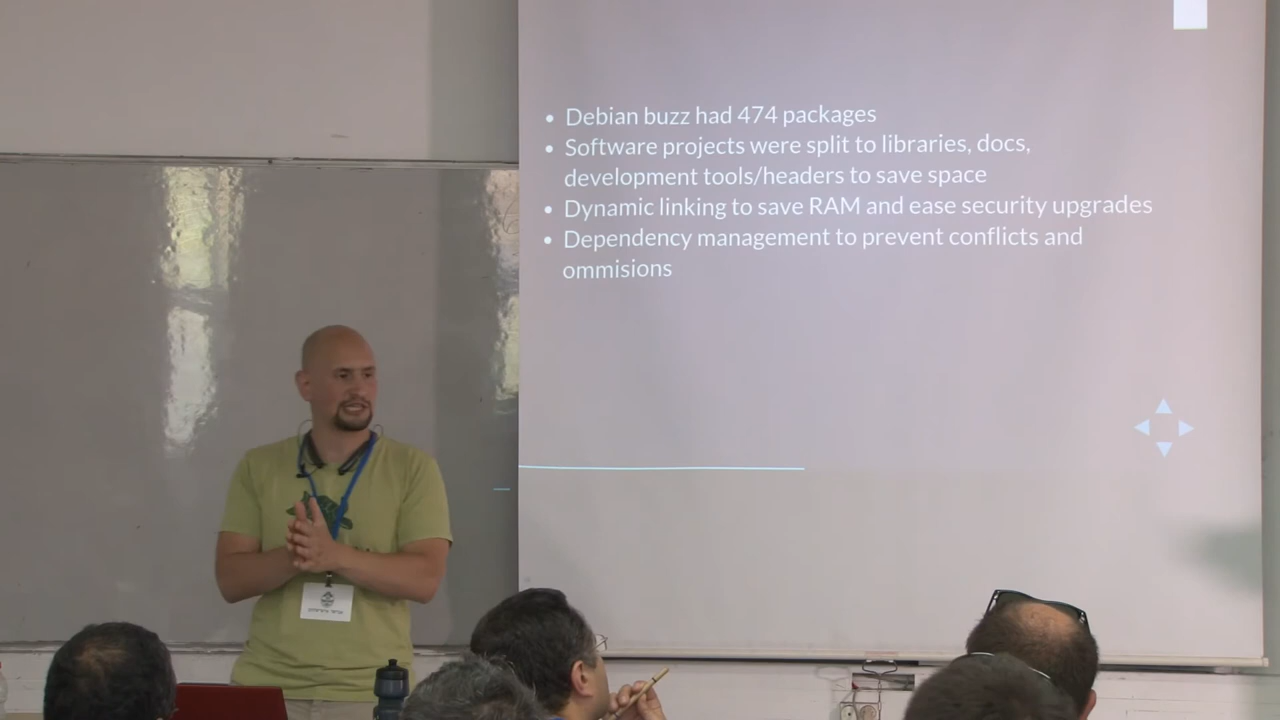 Debian buzz had 474 packages
Software projects were split to libraries, docs,
development tools/headers to save space
Dynamic linking to save RAM and ease security upgrades
Dependency management to prevent conflicts and
ommisions